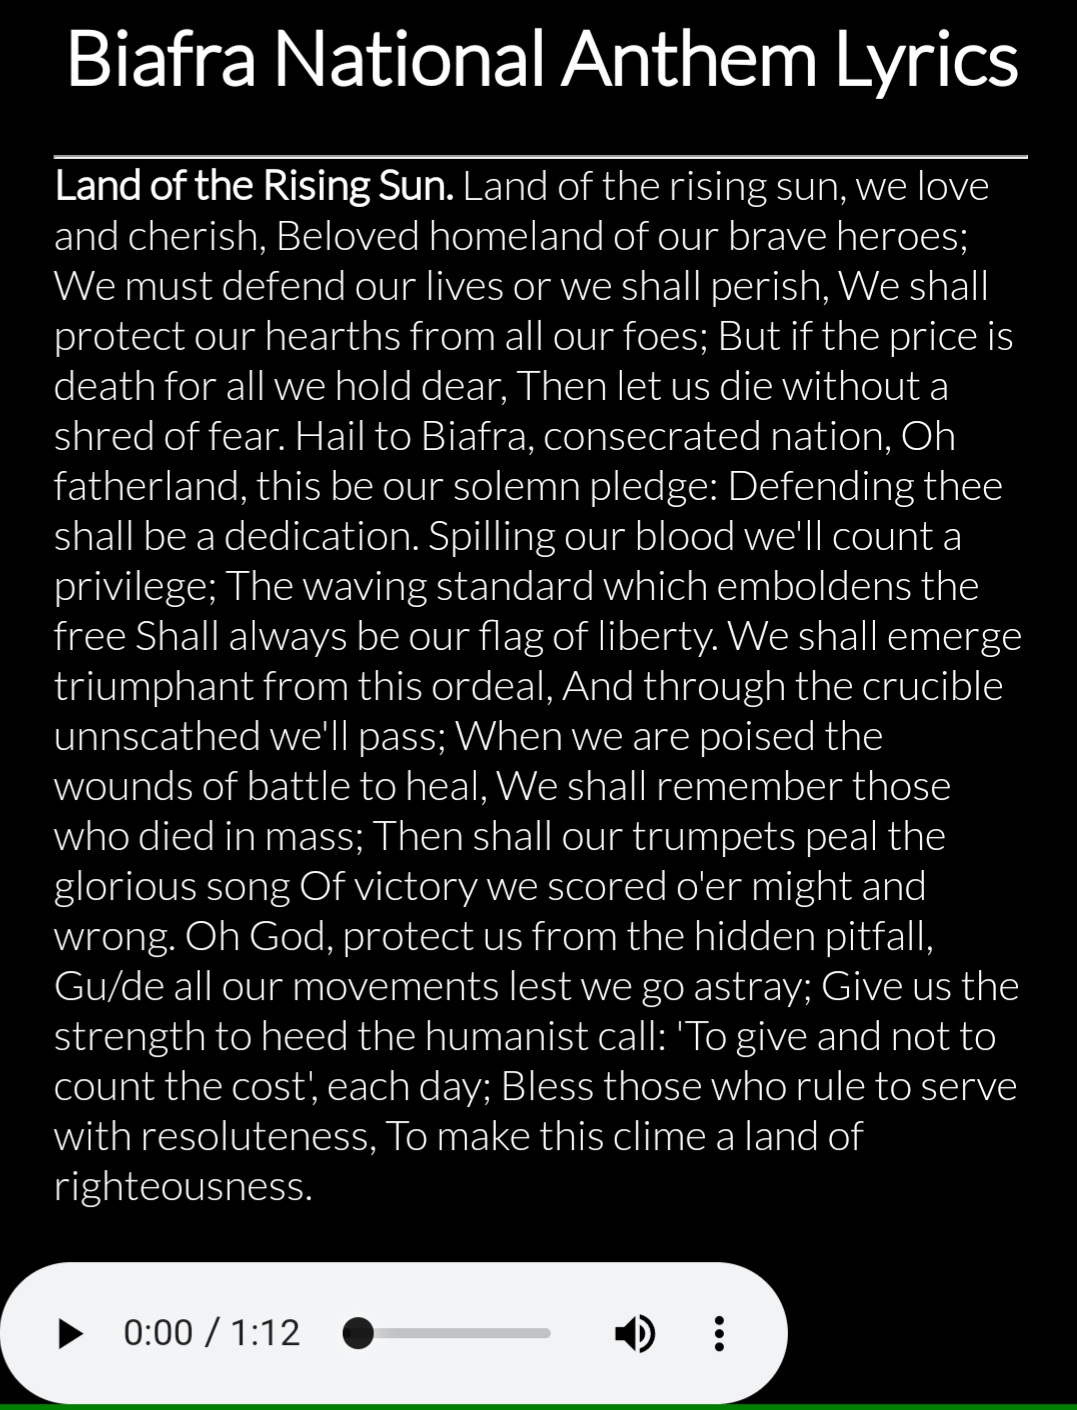 Biafra National Anthem Lyrics
Land of the Rising Sun. Land of the rising sun, we love
and cherish, Beloved homeland of our brave heroes;
We must defend our lives or we shall perish, We shall
protect our hearths from all our foes; But if the price is
death for all we hold dear, Then let us die without a
shred of fear. Hail to Biafra, consecrated nation, Oh
fatherland, this be our solemn pledge: Defending thee
shall be a dedication. Spilling our blood we'll count a
privilege; The waving standard which emboldens the
free Shall always be our flag of liberty. We shall emerge
triumphant from this ordeal, And through the crucible
unnscathed we'll pass; When we are poised the
wounds of battle to heal, We shall remember those
who died in mass; Then shall our trumpets peal the
glorious song Of victory we scored o'er might and
wrong. Oh God, protect us from the hidden pitfall,
Gu/de all our movements lest we go astray; Give us the
strength to heed the humanist call: 'To give and not to
count the cost', each day; Bless those who rule to serve
with resoluteness, To make this clime a land of
righteousness.
0:00 / 1:12